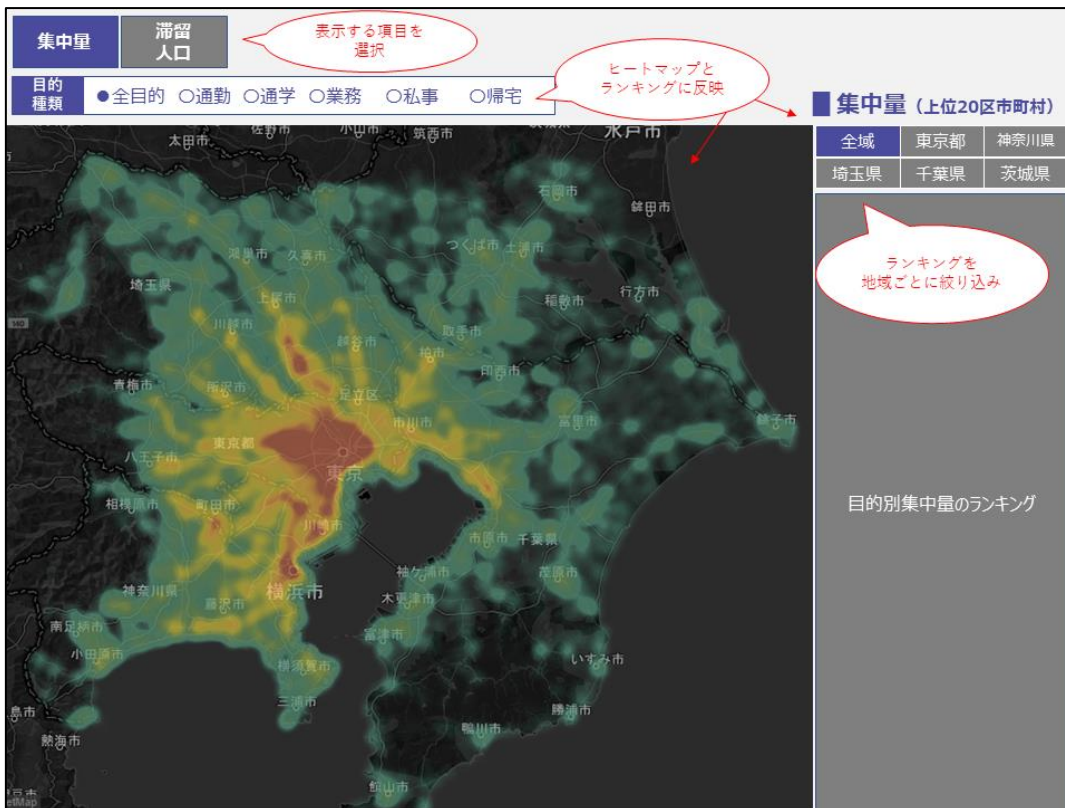 集中量
滞留
人口
表示する項目を
選択
目的
種類
●全目的 〇通勤 〇通学 〇業務 〇私事 〇帰宅
ヒートマップと
ランキングに反映
■集中量(上位20区市町村)
全域 東京都 神奈川県
埼玉県 千葉県 茨城県
ランキングを
地域ごとに絞り込み
目的別集中量のランキング
太田市
佐野市
小山市
筑西市
水戸市
石岡市
鉾田市
つくば市
土浦市
鴻巣市
久喜市
埼玉県
上尾市
行方市
稲敷市
140
川越市
越谷市
取手市
柏市
印西市
青梅市
所沢市
足立区
市川市
富里市
銚子市
東京都
八王子市
東京
相模原市
町田市
川崎市
市原市
千葉県
袖ケ浦市
茂原市
神奈川県
横浜市
藤沢市
木更津市
南足柄市
富津市
小田原市
横須賀市
いすみ市
三浦市
島市
勝浦市
熱海市
鴨川市
館山市